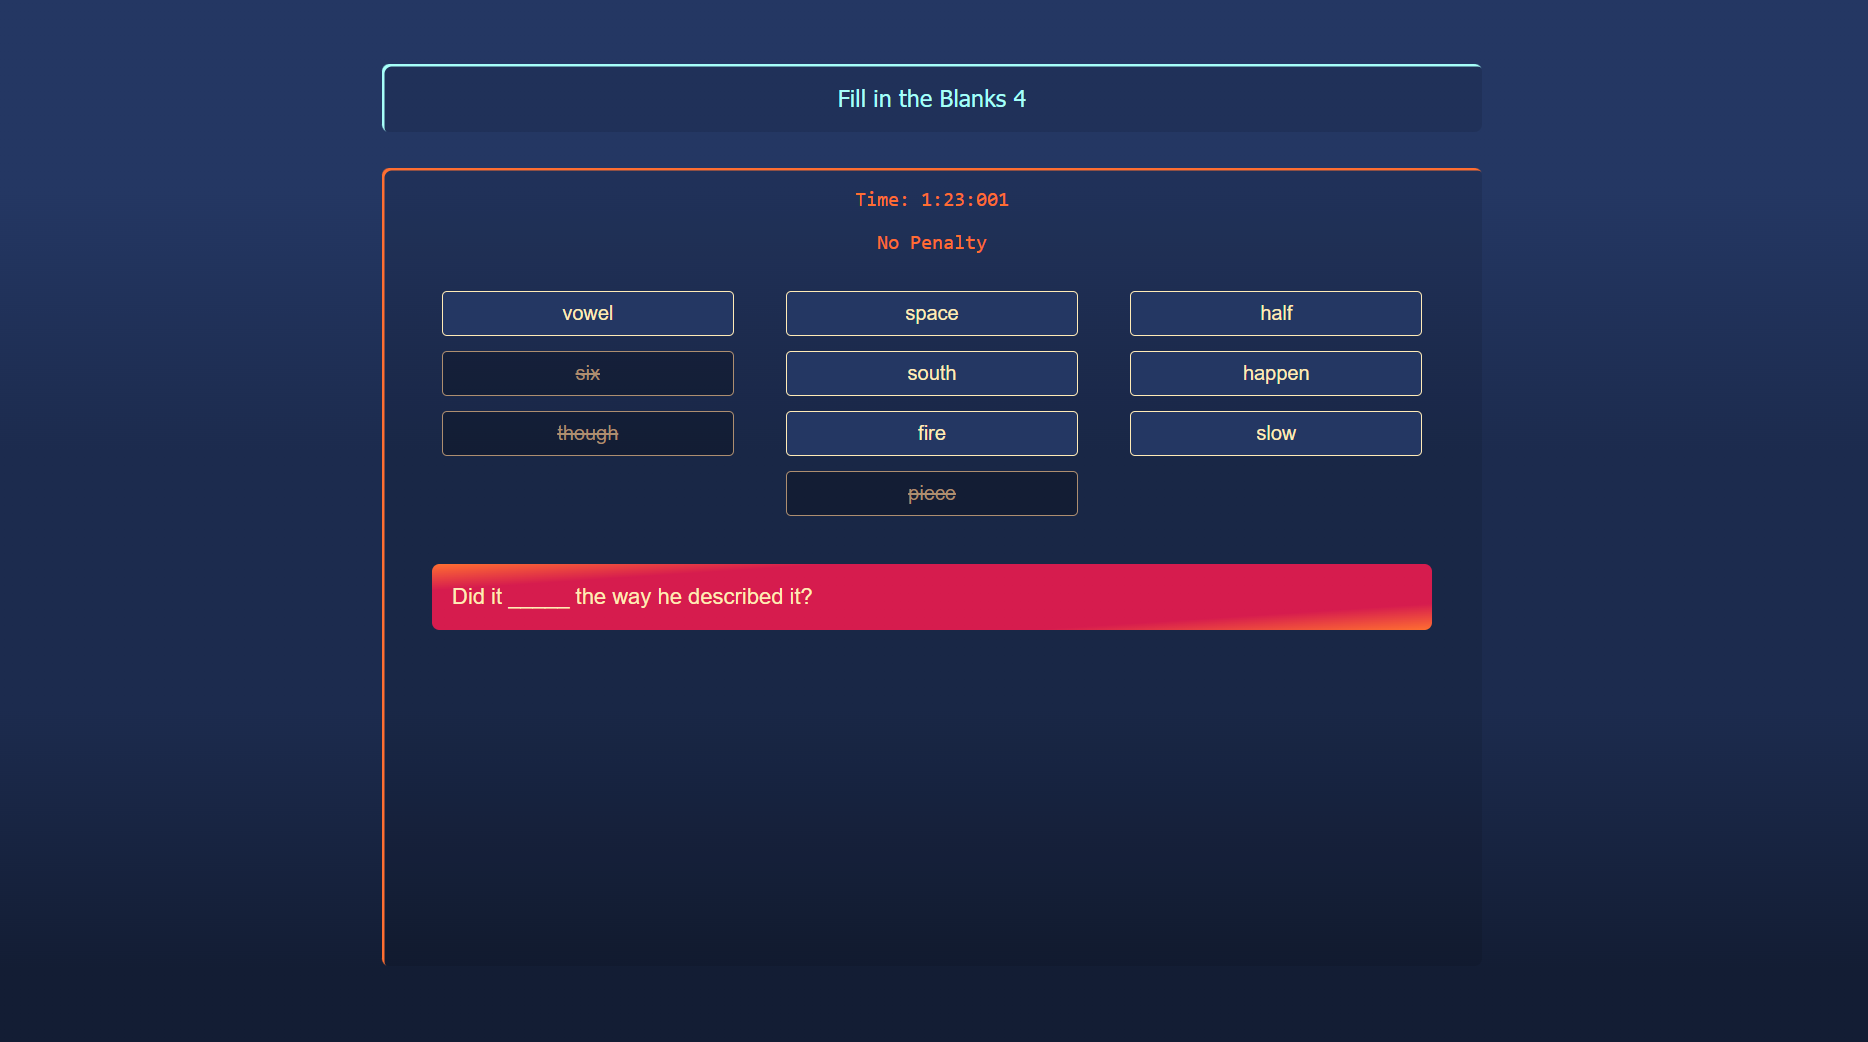 Fill in the Blanks 4
Time: 1:23:001
No Penalty
vowel space half
six south happen
though fire slow
piece
Did it _____ the way he described it?